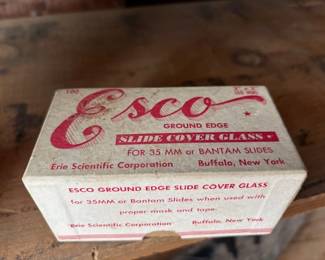 100
2" x 2"
Esco
GROUND EDGE
SLIDE COVER GLASS
FOR 35 MM or BANTAM SLIDES
Erie Scientific Corporation Buffalo, New York
ESCO GROUND EDGE SLIDE COVER GLASS
for 35MM or Bantam Slides when used with
proper mask and tape.
Erie Scientific Corporation Buffalo, New York